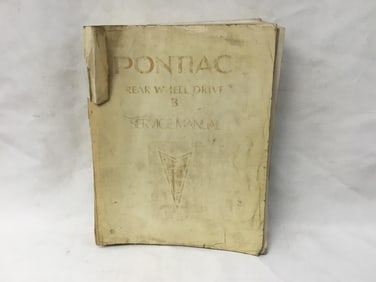 PONTIAC
REAR WHEEL DRIVE
B
SERVICE MANUAL